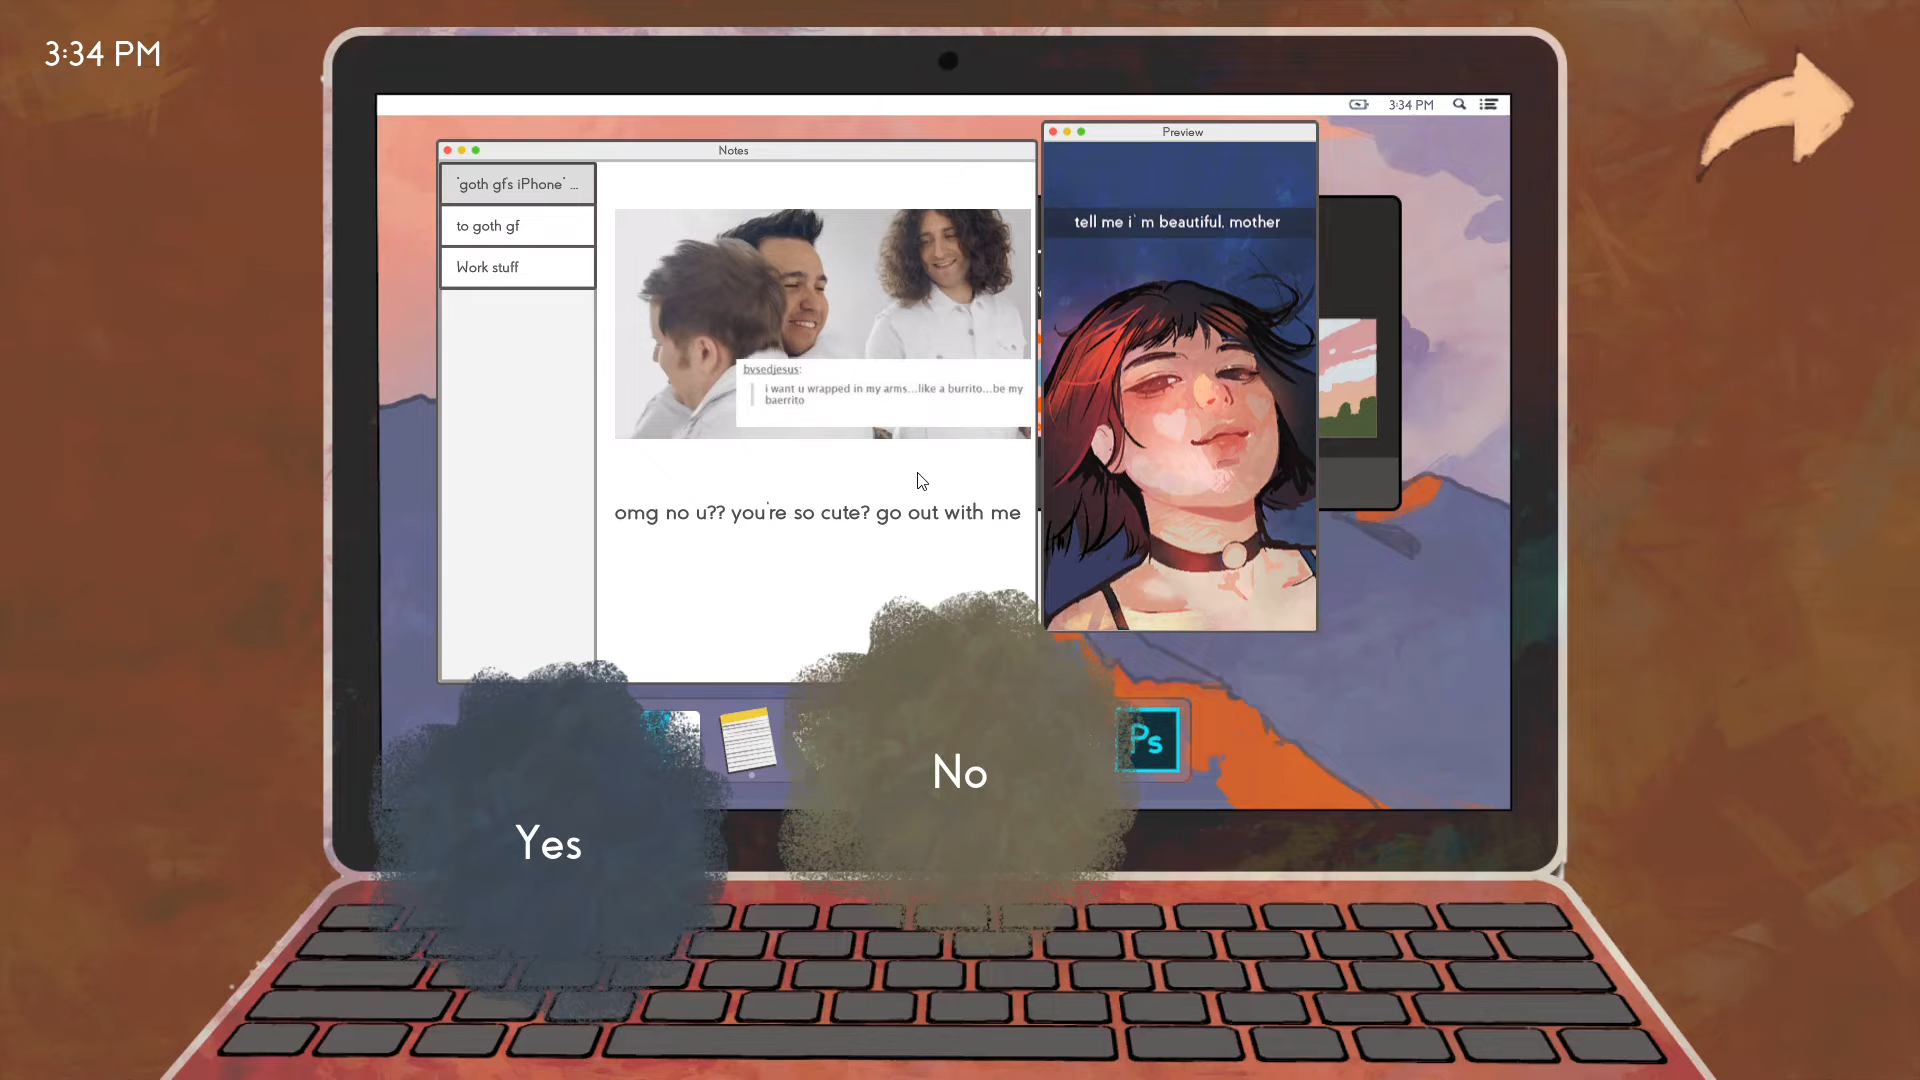 3:34 PM
3:34 PM
Notes
Preview
'goth gf's iPhone' ...
to goth gf
Work stuff
tell me i'm beautiful, mother
bvsedjesus:
i want u wrapped in my arms...like a burrito...be my
baerrito
omg no u?? you're so cute? go out with me
Ps
No
Yes